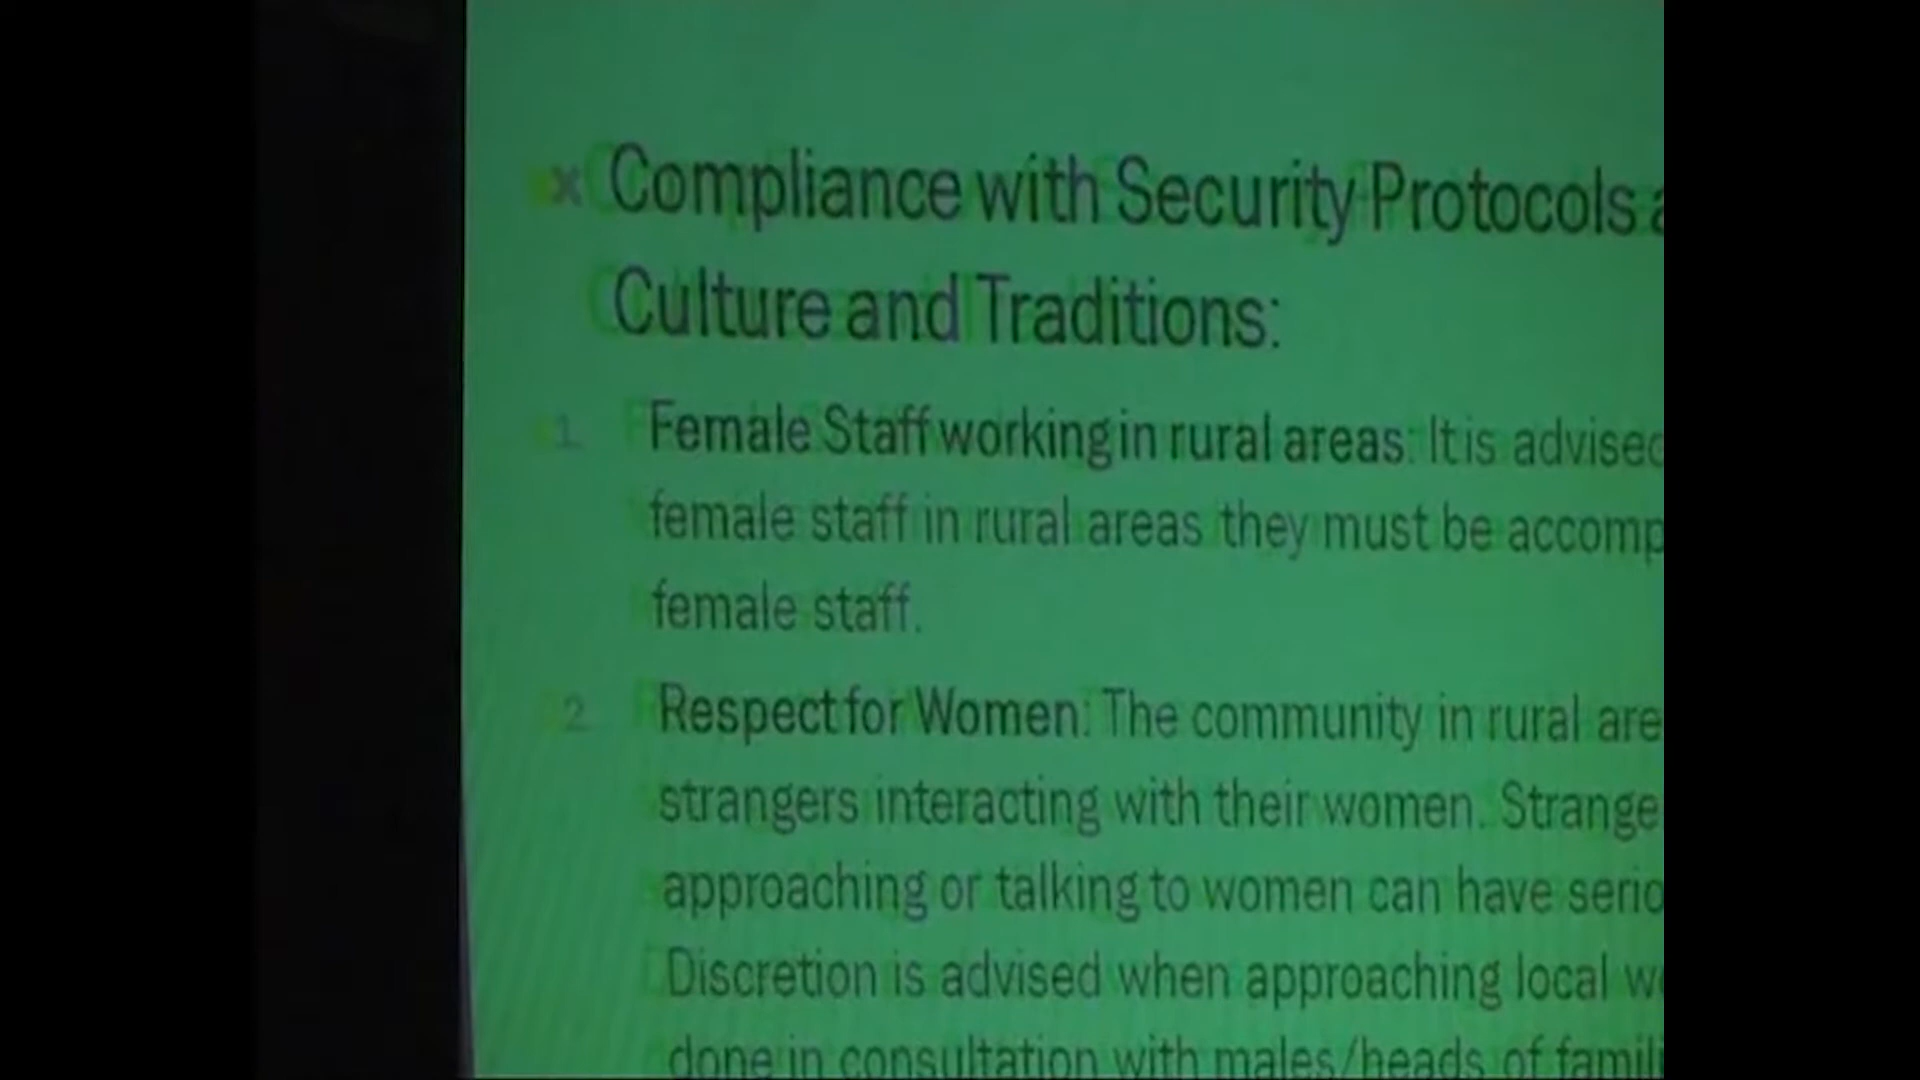 x Compliance with Security Protocols
Culture and Traditions:
1. Female Staff working in rural areas: It is advised
female staff in rural areas they must be accomp
female staff.
2. Respect for Women: The community in rural are
strangers interacting with their women. Strange
approaching or talking to women can have serio
Discretion is advised when approaching local w
done in consultation with males/heads of famili